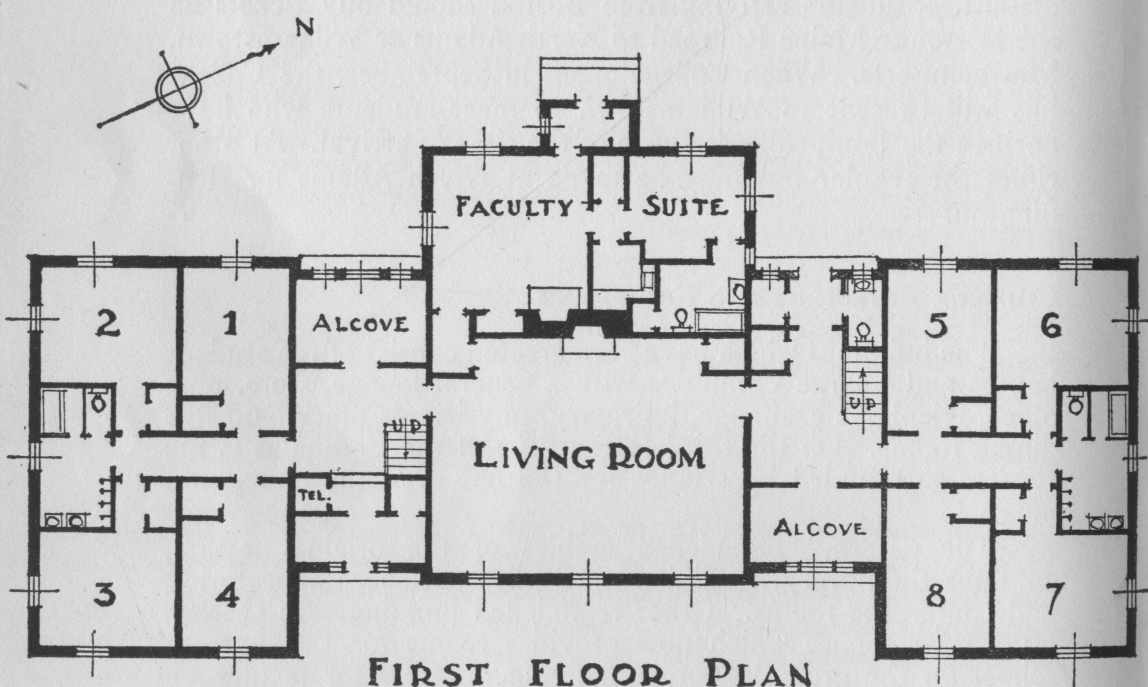 N
FACULTY SUITE
2 1 ALCOVE 5 6
UP
UP
LIVING ROOM
TEL.
ALCOVE
3 4 8 7
FIRST FLOOR PLAN